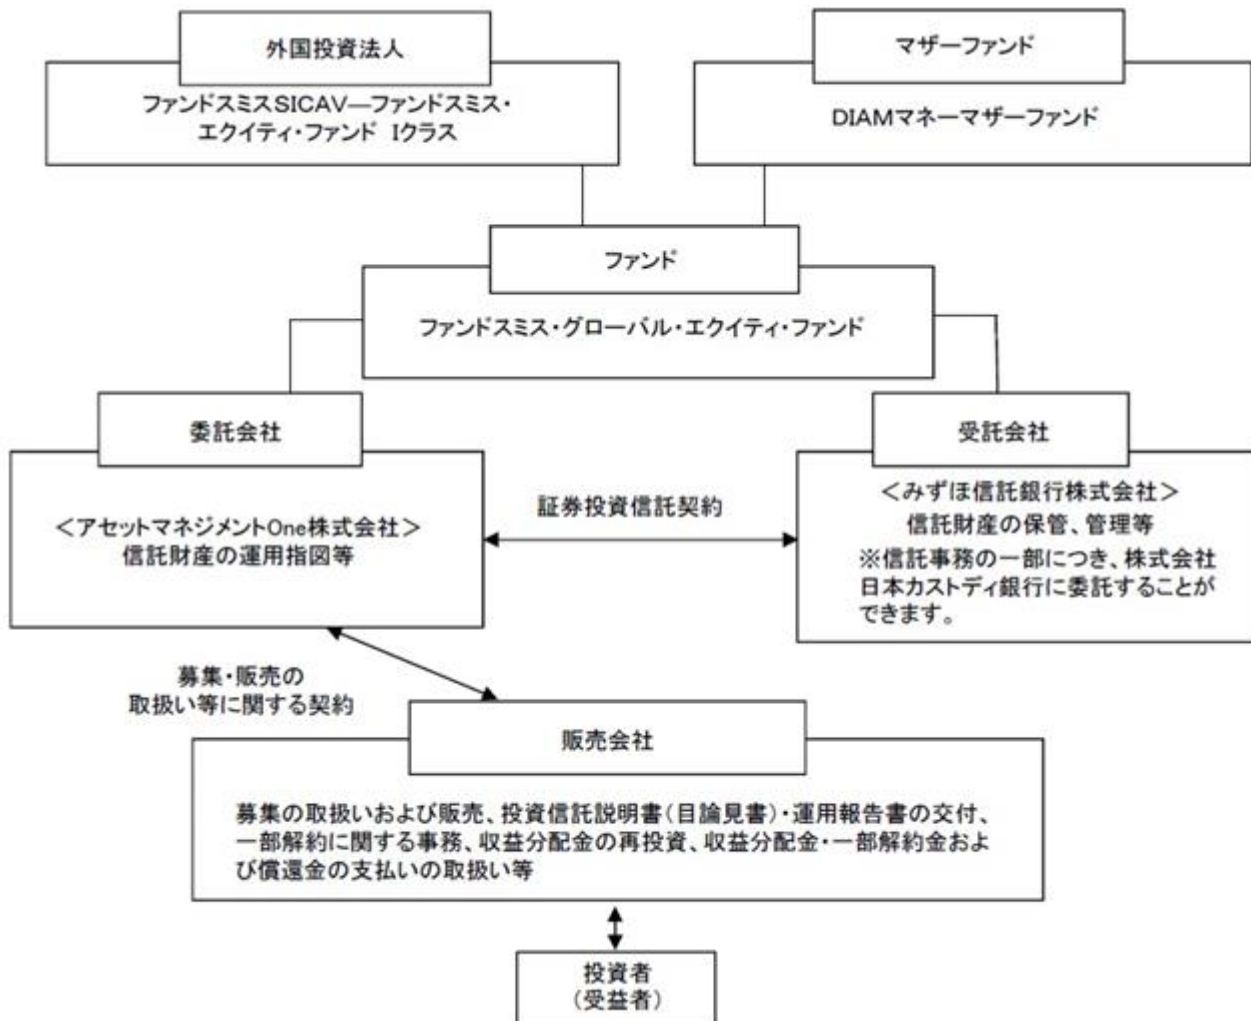 外国投資法人
ファンドスミスSICAV―ファンドスミス・
エクイティ・ファンド Iクラス
マザーファンド
DIAMマネーマザーファンド
ファンド
ファンドスミス・グローバル・エクイティ・ファンド
委託会社
<アセットマネジメントOne株式会社>
信託財産の運用指図等
証券投資信託契約
受託会社
<みずほ信託銀行株式会社>
信託財産の保管、管理等
※信託事務の一部につき、株式会社
日本カストディ銀行に委託することが
できます。
募集・販売の
取扱い等に関する契約
販売会社
募集の取扱いおよび販売、投資信託説明書(目論見書)・運用報告書の交付、
一部解約に関する事務、収益分配金の再投資、収益分配金・一部解約金およ
び償還金の支払いの取扱い等
投資者
(受益者)